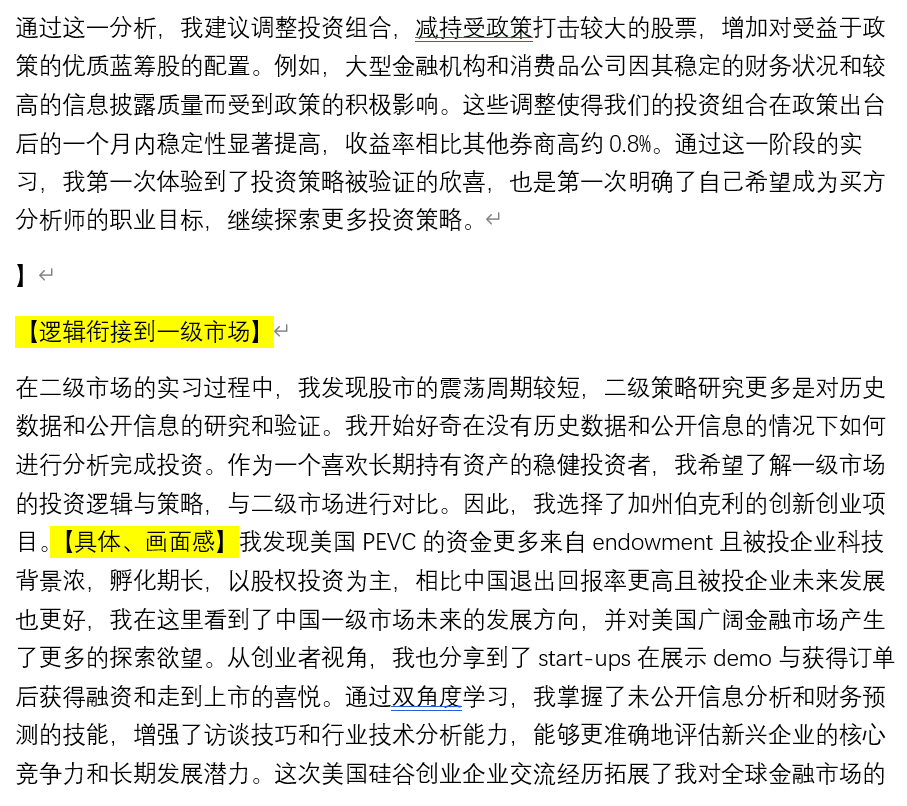 通过这一分析，我建议调整投资组合，减持受政策打击较大的股票，增加对受益于政
策的优质蓝筹股的配置。例如，大型金融机构和消费品公司因其稳定的财务状况和较
高的信息披露质量而受到政策的积极影响。这些调整使得我们的投资组合在政策出台
后的一个月内稳定性显著提高，收益率相比其他券商高约 0.8%。通过这一阶段的实
习，我第一次体验到了投资策略被验证的欣喜，也是第一次明确了自己希望成为买方
分析师的职业目标，继续探索更多投资策略。
】
【逻辑衔接到一级市场】
在二级市场的实习过程中，我发现股市的震荡周期较短，二级策略研究更多是对历史
数据和公开信息的研究和验证。我开始好奇在没有历史数据和公开信息的情况下如何
进行分析完成投资。作为一个喜欢长期持有资产的稳健投资者，我希望了解一级市场
的投资逻辑与策略，与二级市场进行对比。因此，我选择了加州伯克利的创新创业项
目。【具体、画面感】我发现美国 PEVC 的资金更多来自 endowment 且被投企业科技
背景浓，孵化期长，以股权投资为主，相比中国退出回报率更高且被投企业未来发展
也更好，我在这里看到了中国一级市场未来的发展方向，并对美国广阔金融市场产生
了更多的探索欲望。从创业者视角，我也分享到了 start-ups 在展示 demo 与获得订单
后获得融资和走到上市的喜悦。通过双角度学习，我掌握了未公开信息分析和财务预
测的技能，增强了访谈技巧和行业技术分析能力，能够更准确地评估新兴企业的核心
竞争力和长期发展潜力。这次美国硅谷创业企业交流经历拓展了我对全球金融市场的